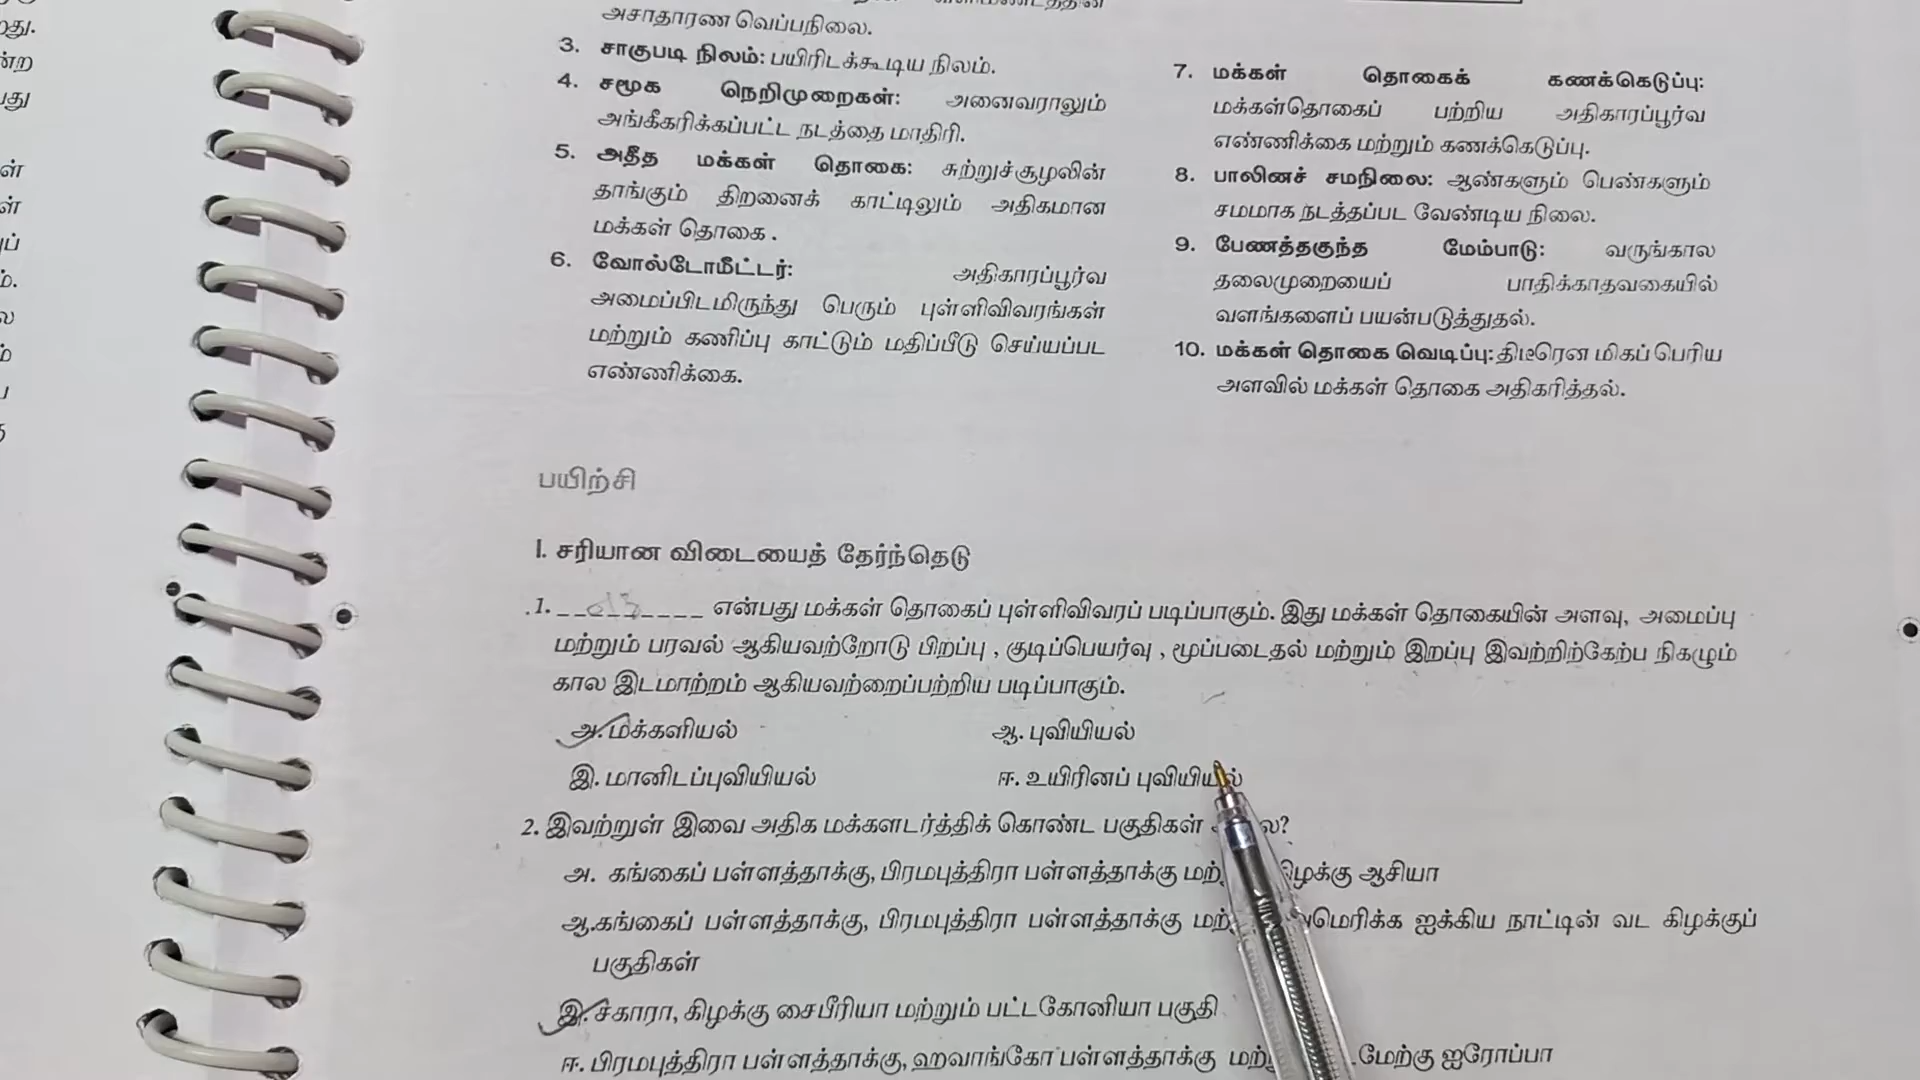 அசாதாரண வெப்பநிலை.
3. சாகுபடி நிலம்: பயிரிடக்கூடிய நிலம்.
4. சமூக நெறிமுறைகள்: அனைவராலும்
அங்கீகரிக்கப்பட்ட நடத்தை மாதிரி.
5. அதீத மக்கள் தொகை: சுற்றுச்சூழலின்
தாங்கும் திறனைக் காட்டிலும் அதிகமான
மக்கள் தொகை .
6. வோல்டோமீட்டர்: அதிகாரப்பூர்வ
அமைப்பிடமிருந்து பெரும் புள்ளிவிவரங்கள்
மற்றும் கணிப்பு காட்டும் மதிப்பீடு செய்யப்பட
எண்ணிக்கை.
7. மக்கள் தொகைக் கணக்கெடுப்பு:
மக்கள்தொகைப் பற்றிய அதிகாரப்பூர்வ
எண்ணிக்கை மற்றும் கணக்கெடுப்பு.
8. பாலினச் சமநிலை: ஆண்களும் பெண்களும்
சமமாக நடத்தப்பட வேண்டிய நிலை.
9. பேணத்தகுந்த மேம்பாடு: வருங்கால
தலைமுறையைப் பாதிக்காதவகையில்
வளங்களைப் பயன்படுத்துதல்.
10. மக்கள் தொகை வெடிப்பு: திடீரென மிகப் பெரிய
அளவில் மக்கள் தொகை அதிகரித்தல்.
பயிற்சி
I. சரியான விடையைத் தேர்ந்தெடு
1. _________ என்பது மக்கள் தொகைப் புள்ளிவிவரப் படிப்பாகும். இது மக்கள் தொகையின் அளவு, அமைப்பு
மற்றும் பரவல் ஆகியவற்றோடு பிறப்பு , குடிப்பெயர்வு , மூப்படைதல் மற்றும் இறப்பு இவற்றிற்கேற்ப நிகழும்
கால இடமாற்றம் ஆகியவற்றைப்பற்றிய படிப்பாகும்.
அ. மக்களியல் ஆ. புவியியல்
இ. மானிடப்புவியியல் ஈ. உயிரினப் புவியியல்
2. இவற்றுள் இவை அதிக மக்களடர்த்திக் கொண்ட பகுதிகள்
அ. கங்கைப் பள்ளத்தாக்கு, பிரமபுத்திரா பள்ளத்தாக்கு ஆசியா
ஆ.கங்கைப் பள்ளத்தாக்கு, பிரமபுத்திரா பள்ளத்தாக்கு ஐக்கிய நாட்டின் வட கிழக்குப்
பகுதிகள்
இ. சகாரா, கிழக்கு சைபீரியா மற்றும் பட்டகோனியா பகுதி
ஈ. பிரமபுத்திரா பள்ளத்தாக்கு, ஹவாங்கோ பள்ளத்தாக்கு மேற்கு ஐரோப்பா